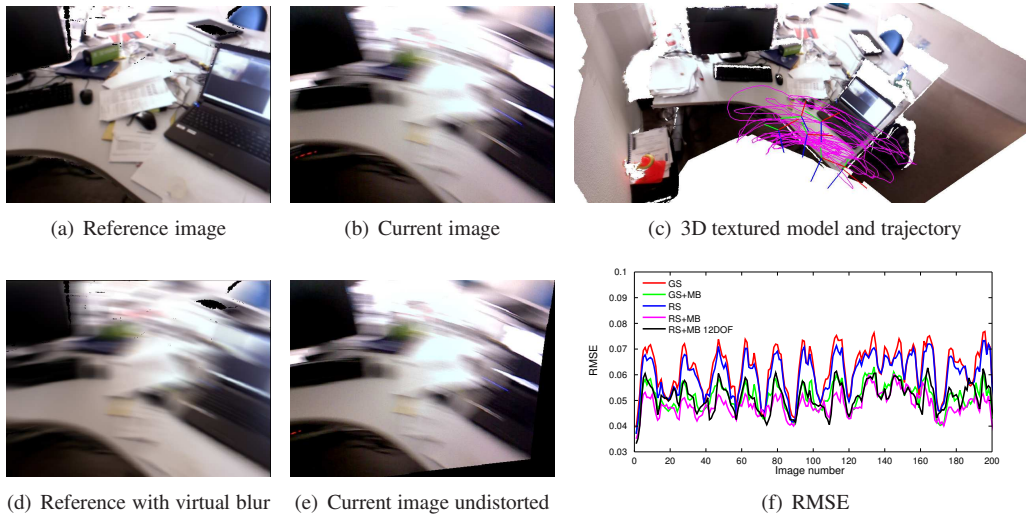 (a) Reference image
(b) Current image
(c) 3D textured model and trajectory
(d) Reference with virtual blur
(e) Current image undistorted
0.1
0.09
0.08
0.07
0.06
0.05
0.04
0.03
RMSE
GS
GS+MB
RS
RS+MB
RS+MB 12DOF
0 20 40 60 80 100 120 140 160 180 200
Image number
(f) RMSE